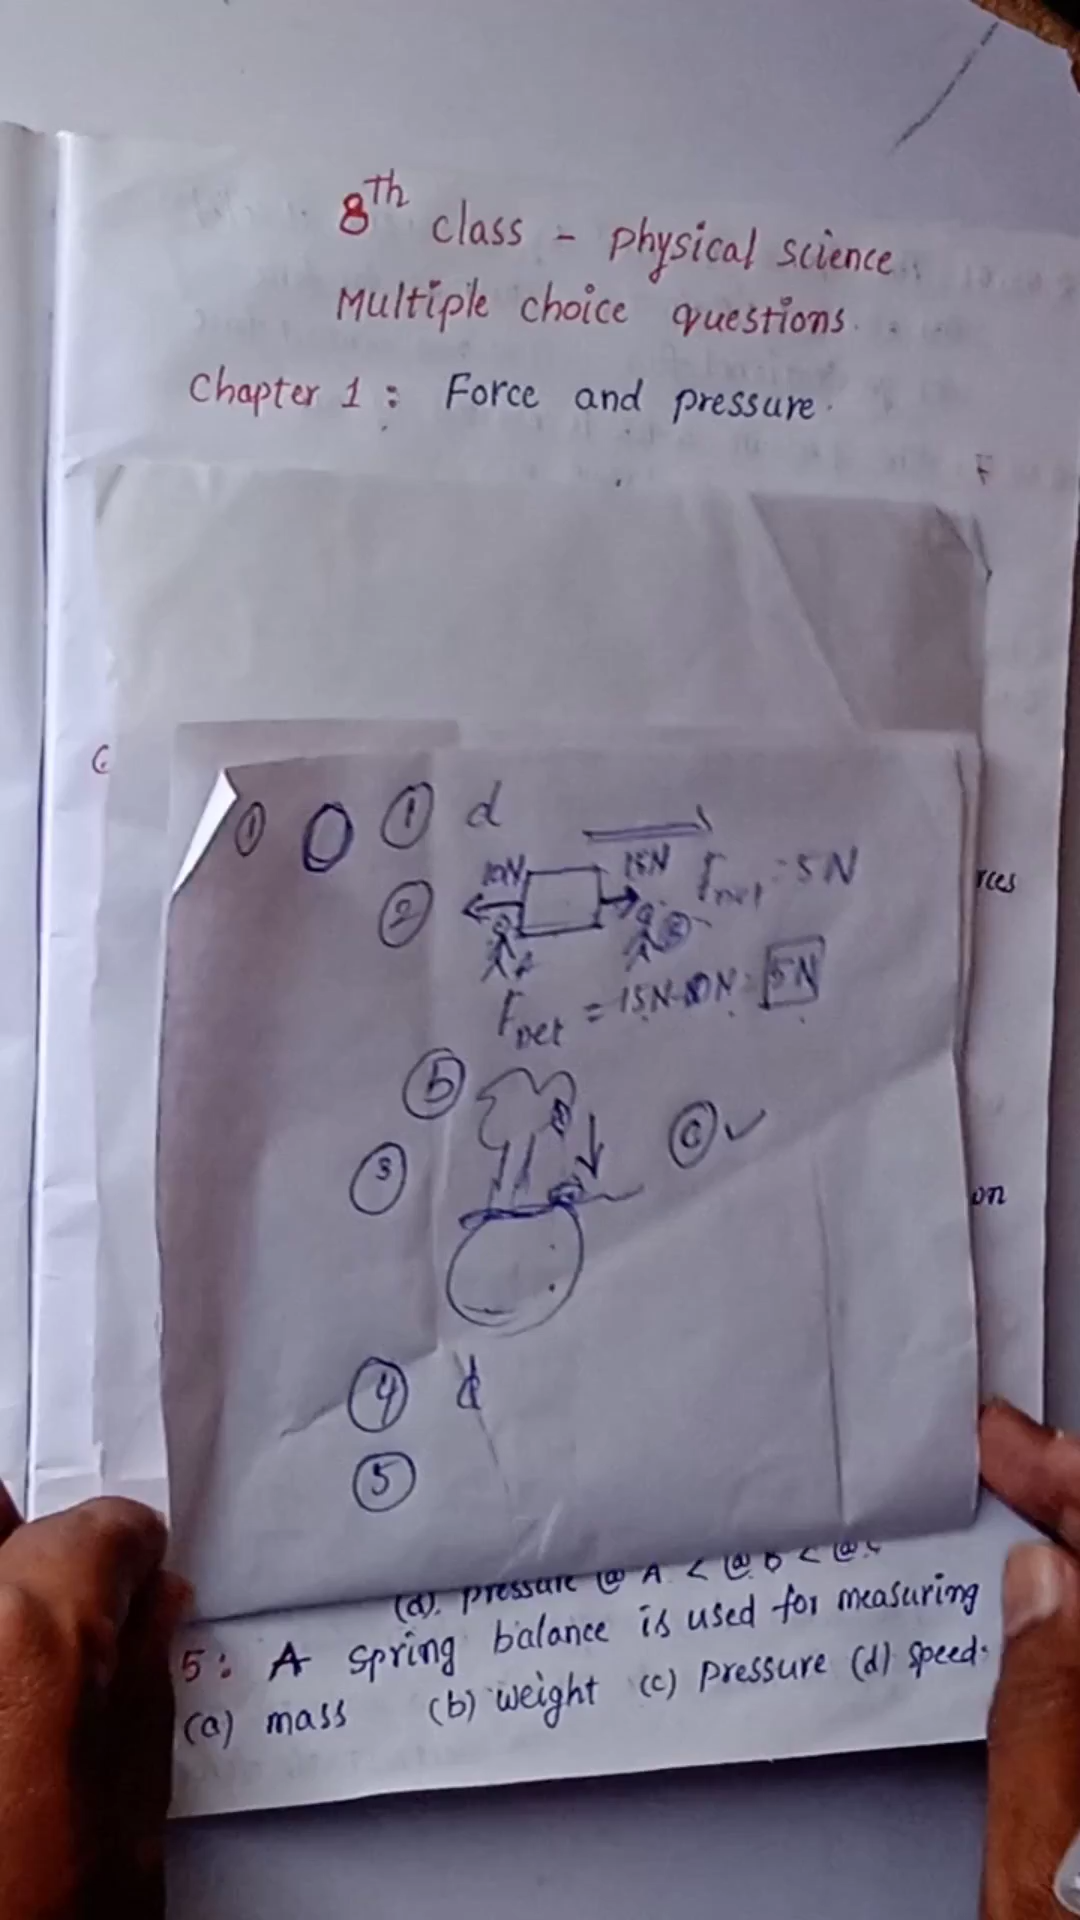 8th class - physical science
Multiple choice questions.
Chapter 1 : Force and pressure.
F
C
① ① d
10N 15N Fnet = 5N
rces
②
A B
Fnet = 15N-10N = 5N
ⓑ
③ ⓒ ✓
on
④ d
⑤
(d). pressure @ A < @ B < @ C
5: A spring balance is used for measuring
(a) mass (b) weight (c) pressure (d) speed.